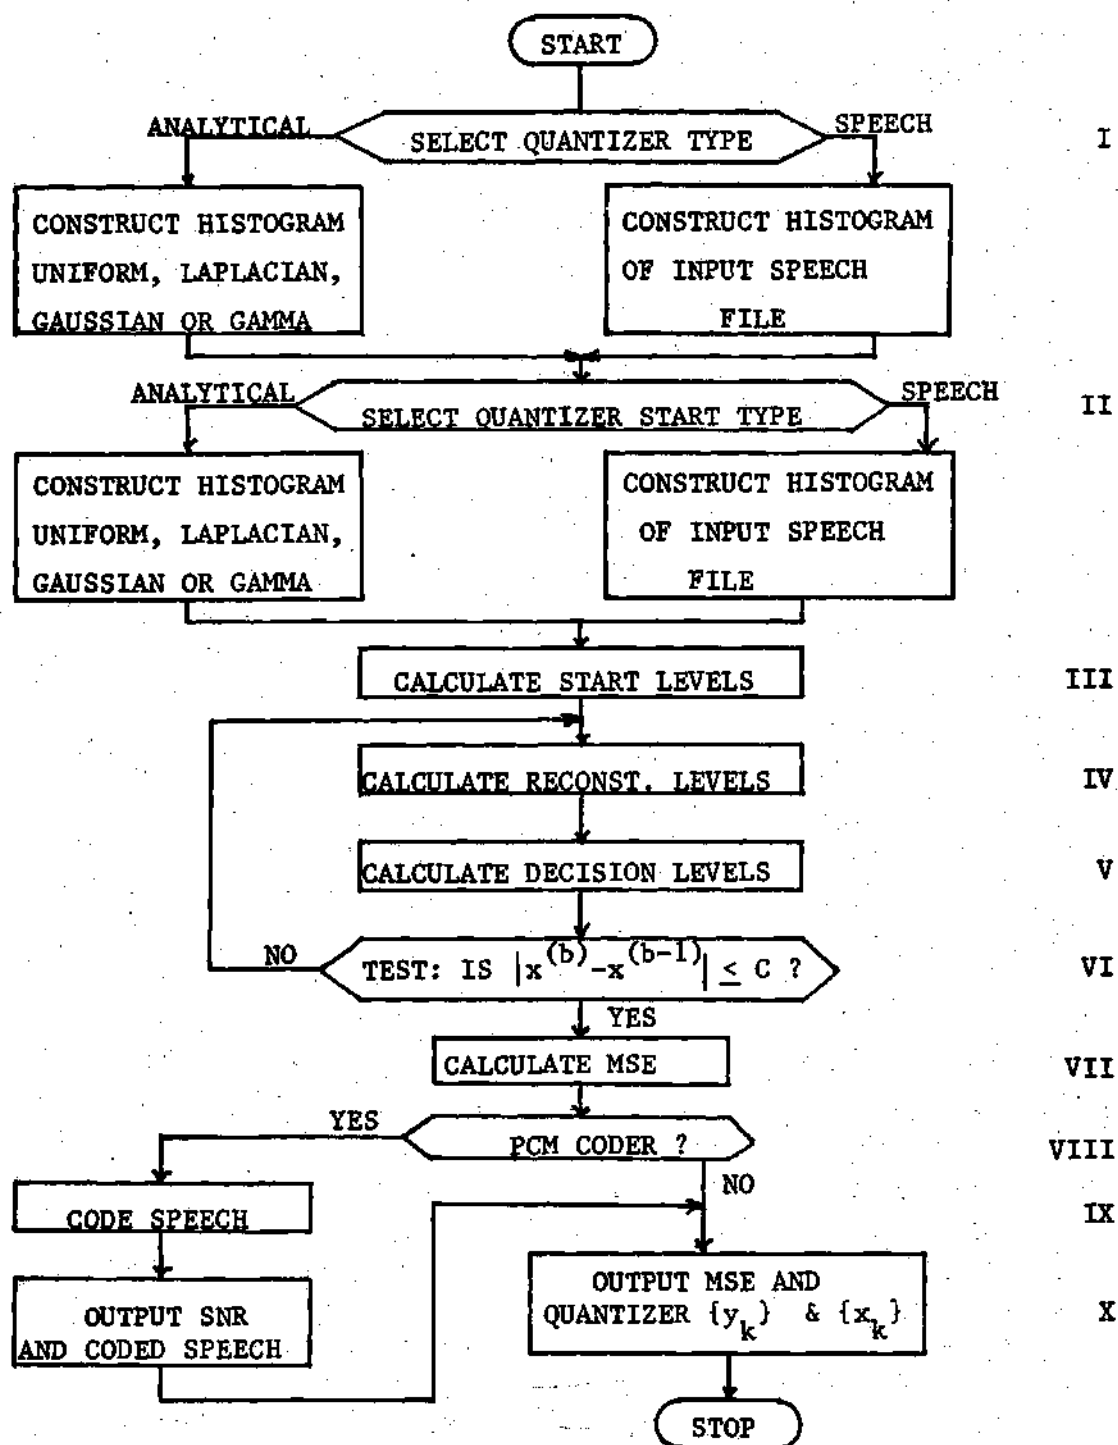 START
ANALYTICAL
SELECT QUANTIZER TYPE
SPEECH
I
CONSTRUCT HISTOGRAM
UNIFORM, LAPLACIAN,
GAUSSIAN OR GAMMA
CONSTRUCT HISTOGRAM
OF INPUT SPEECH
FILE
ANALYTICAL
SELECT QUANTIZER START TYPE
SPEECH
II
CONSTRUCT HISTOGRAM
UNIFORM, LAPLACIAN,
GAUSSIAN OR GAMMA
CONSTRUCT HISTOGRAM
OF INPUT SPEECH
FILE
CALCULATE START LEVELS
III
CALCULATE RECONST. LEVELS
IV
CALCULATE DECISION LEVELS
V
NO
TEST: IS |x^(b)-x^(b-1)| ≤ C ?
VI
YES
CALCULATE MSE
VII
YES
PCM CODER ?
VIII
NO
CODE SPEECH
IX
OUTPUT SNR
AND CODED SPEECH
OUTPUT MSE AND
QUANTIZER {y_k} & {x_k}
X
STOP